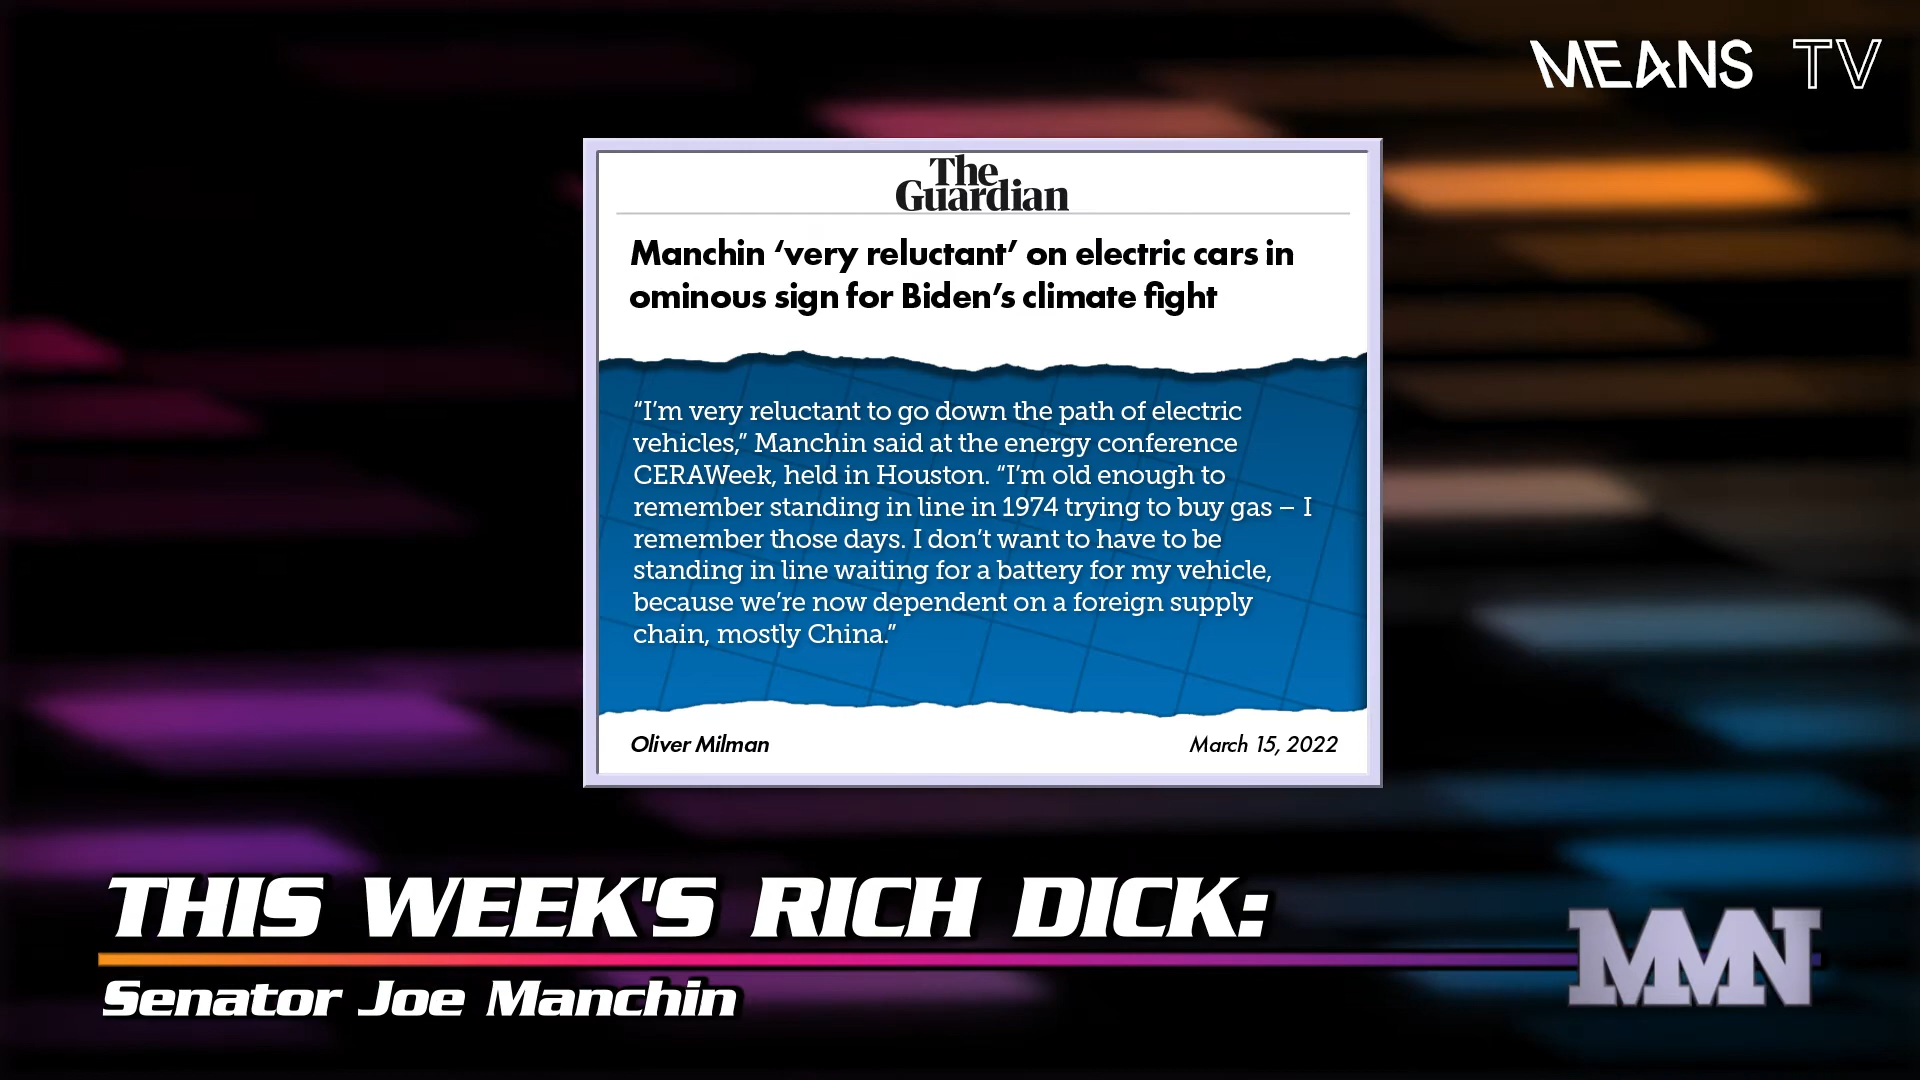 MEANS TV
The
Guardian
Manchin ‘very reluctant’ on electric cars in
ominous sign for Biden’s climate fight
“I’m very reluctant to go down the path of electric
vehicles,” Manchin said at the energy conference
CERAWeek, held in Houston. “I’m old enough to
remember standing in line in 1974 trying to buy gas – I
remember those days. I don’t want to have to be
standing in line waiting for a battery for my vehicle,
because we’re now dependent on a foreign supply
chain, mostly China.”
Oliver Milman
March 15, 2022
THIS WEEK'S RICH DICK:
Senator Joe Manchin
MMN